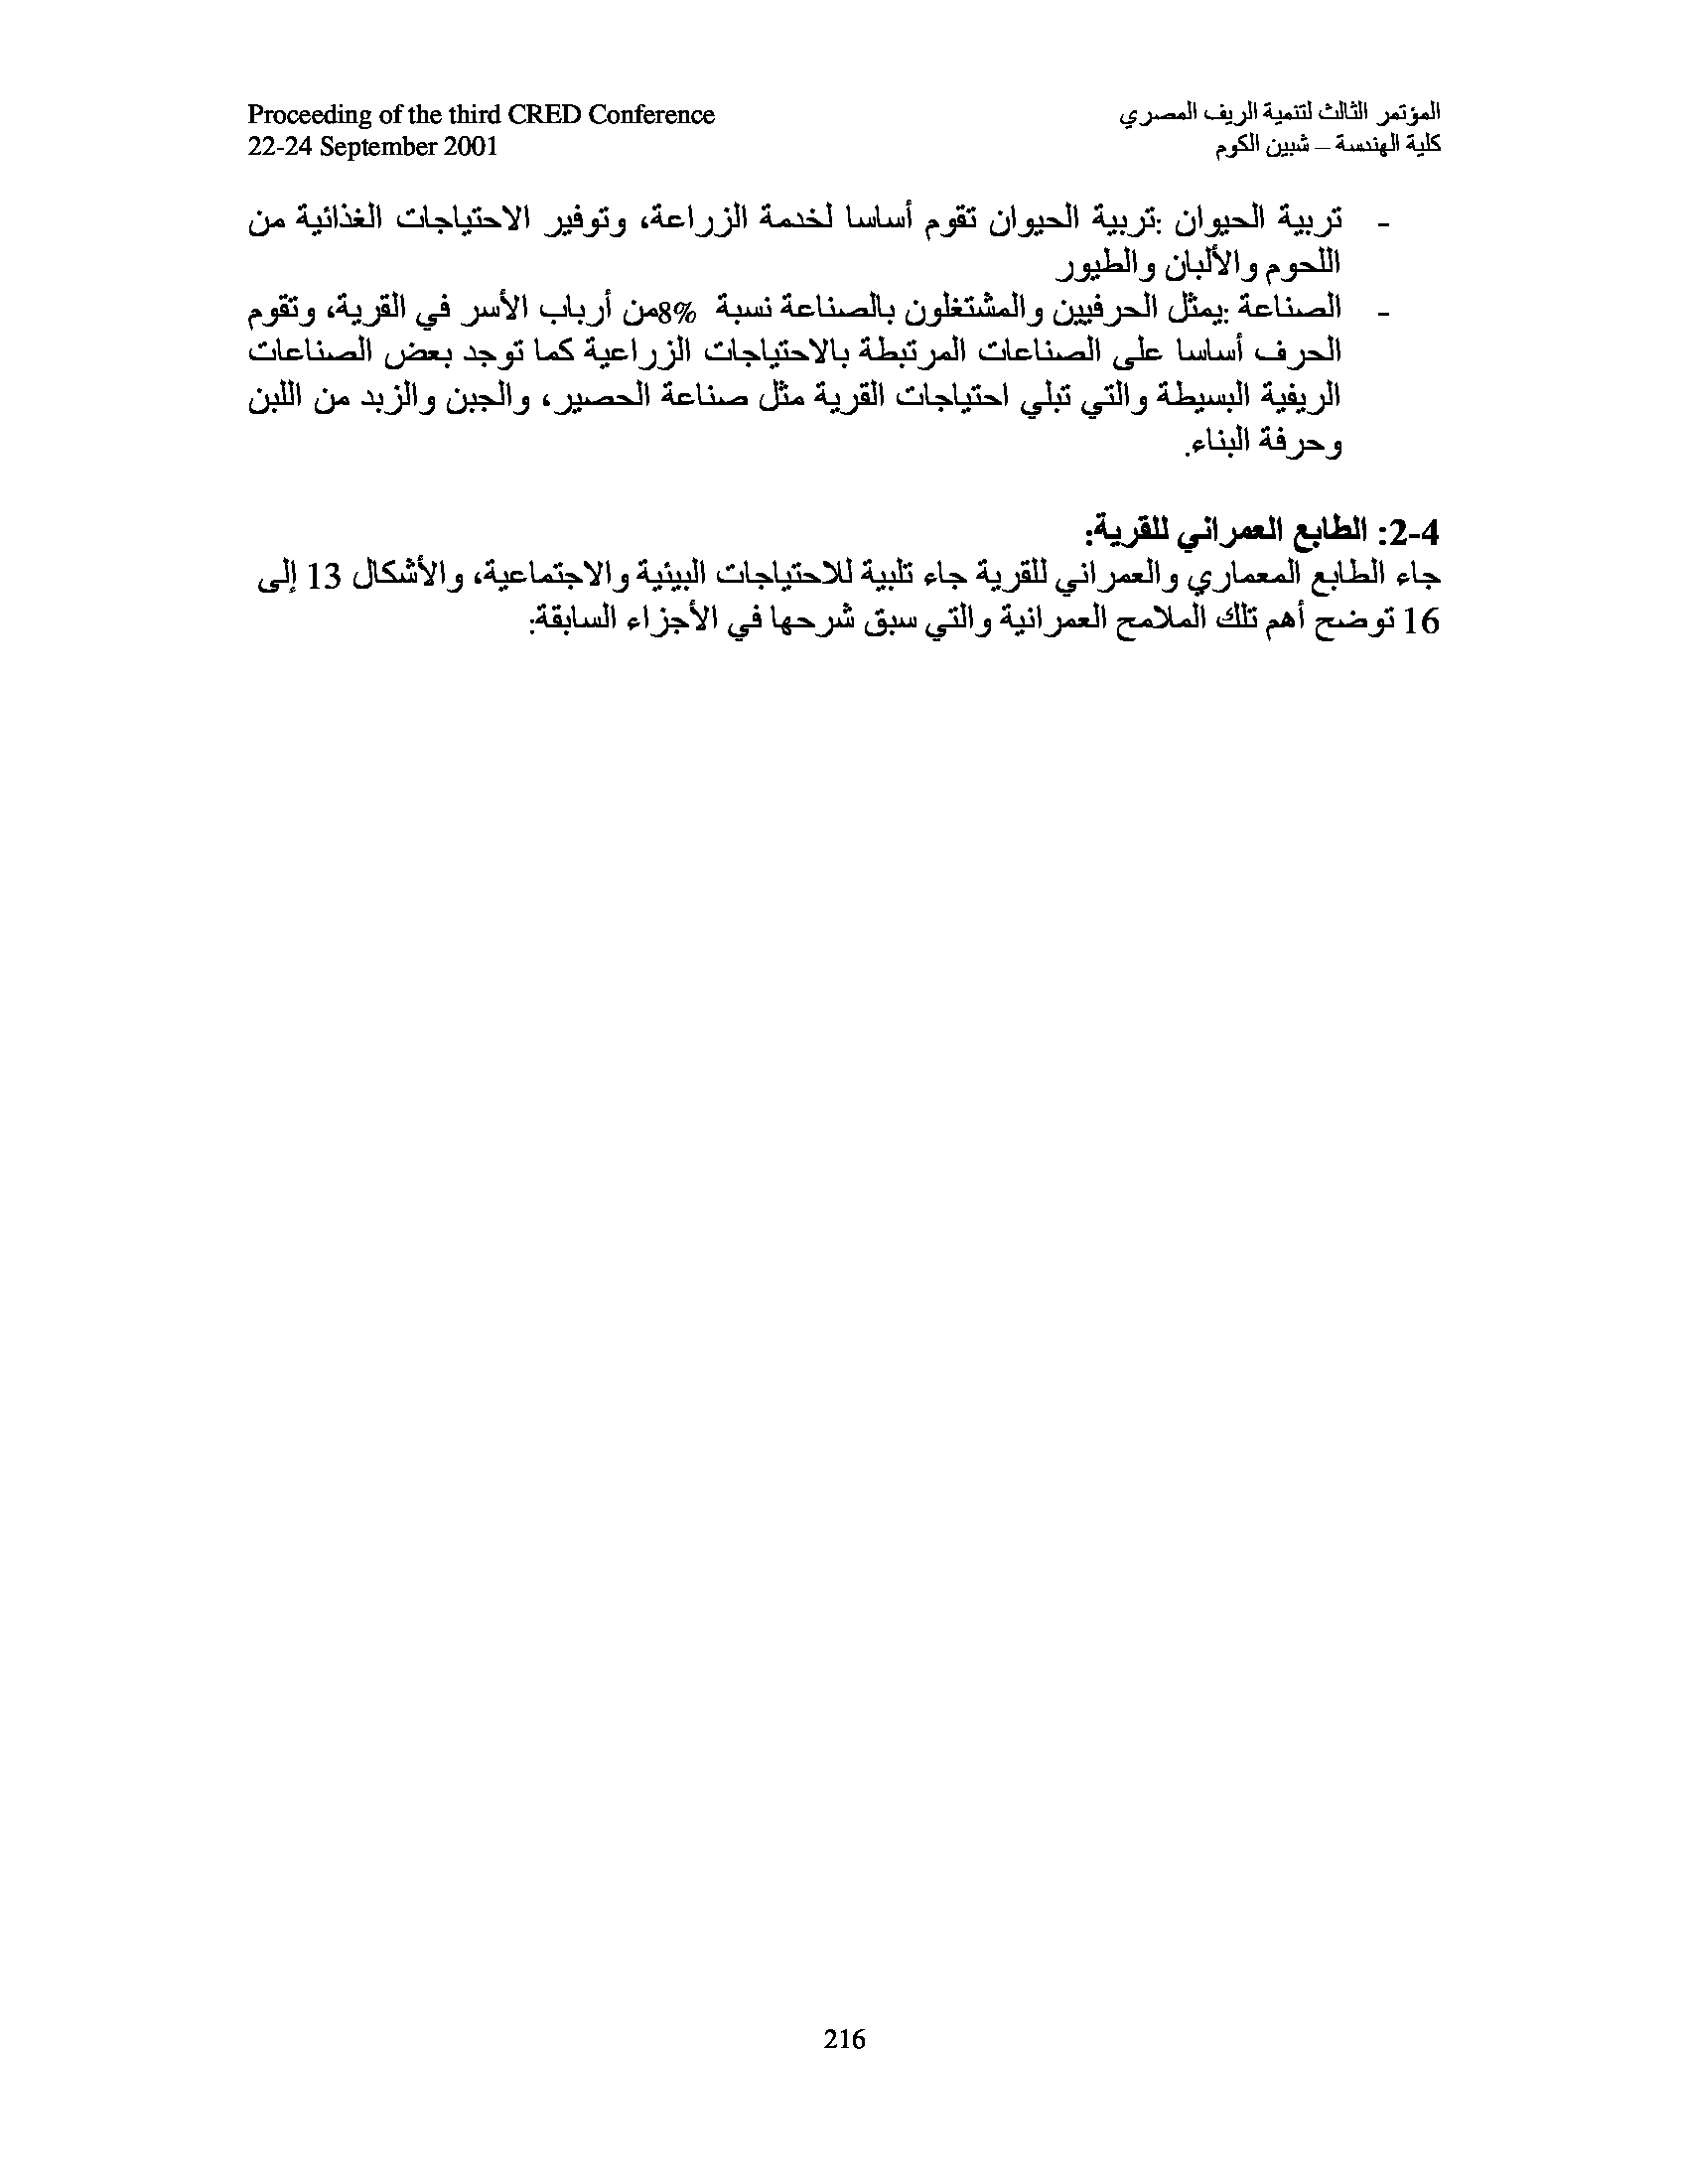 Proceeding of the third CRED Conference
المؤتمر الثالث لتنمية الريف المصري
22-24 September 2001
كلية الهندسة – شبين الكوم
- تربية الحيوان :تربية الحيوان تقوم أساسا لخدمة الزراعة، وتوفير الاحتياجات الغذائية من
اللحوم والألبان والطيور
- الصناعة :يمثل الحرفيين والمشتغلون بالصناعة نسبة 8%من أرباب الأسر في القرية، وتقوم
الحرف أساسا على الصناعات المرتبطة بالاحتياجات الزراعية كما توجد بعض الصناعات
الريفية البسيطة والتي تبلي احتياجات القرية مثل صناعة الحصير، والجبن والزبد من اللبن
وحرفة البناء.
2-4: الطابع العمراني للقرية:
جاء الطابع المعماري والعمراني للقرية جاء تلبية للاحتياجات البيئية والاجتماعية، والأشكال 13 إلى
16 توضح أهم تلك الملامح العمرانية والتي سبق شرحها في الأجزاء السابقة:
216